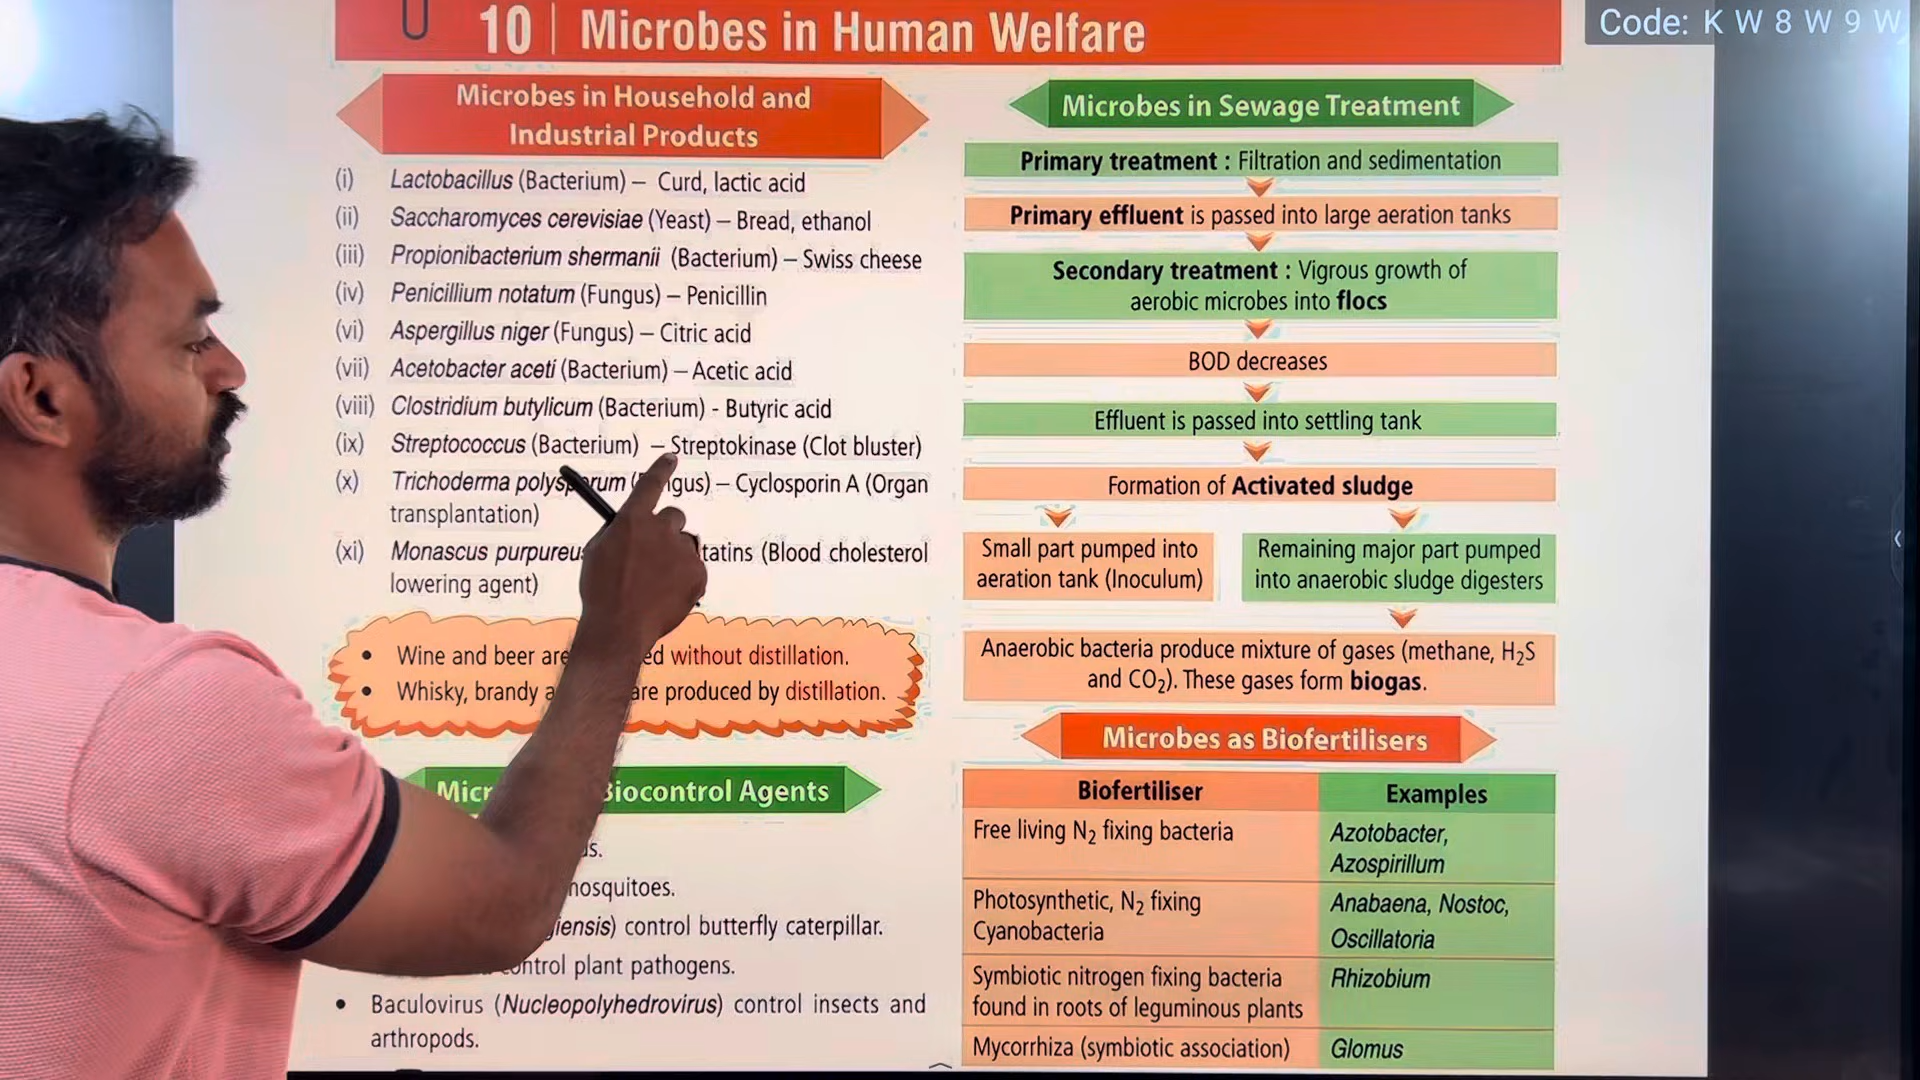 Code: K W 8 W 9 W
10 | Microbes in Human Welfare
Microbes in Household and
Industrial Products
(i) Lactobacillus (Bacterium) – Curd, lactic acid
(ii) Saccharomyces cerevisiae (Yeast) – Bread, ethanol
(iii) Propionibacterium shermanii (Bacterium) – Swiss cheese
(iv) Penicillium notatum (Fungus) – Penicillin
(vi) Aspergillus niger (Fungus) – Citric acid
(vii) Acetobacter aceti (Bacterium) – Acetic acid
(viii) Clostridium butylicum (Bacterium) - Butyric acid
(ix) Streptococcus (Bacterium) – Streptokinase (Clot bluster)
(x) Trichoderma polysporum (Fungus) – Cyclosporin A (Organ
transplantation)
(xi) Monascus (Blood cholesterol
lowering agent)
• Wine and beer are without distillation.
• Whisky, brandy are produced by distillation.
Biocontrol Agents
mosquitoes.
control butterfly caterpillar.
control plant pathogens.
• Baculovirus (Nucleopolyhedrovirus) control insects and
arthropods.
Microbes in Sewage Treatment
Primary treatment : Filtration and sedimentation
Primary effluent is passed into large aeration tanks
Secondary treatment : Vigrous growth of
aerobic microbes into flocs
BOD decreases
Effluent is passed into settling tank
Formation of Activated sludge
Small part pumped into
aeration tank (Inoculum)
Remaining major part pumped
into anaerobic sludge digesters
Anaerobic bacteria produce mixture of gases (methane, H₂S
and CO₂). These gases form biogas.
Microbes as Biofertilisers
Biofertiliser Examples
Free living N₂ fixing bacteria Azotobacter,
Azospirillum
Photosynthetic, N₂ fixing Anabaena, Nostoc,
Cyanobacteria Oscillatoria
Symbiotic nitrogen fixing bacteria Rhizobium
found in roots of leguminous plants
Mycorrhiza (symbiotic association) Glomus